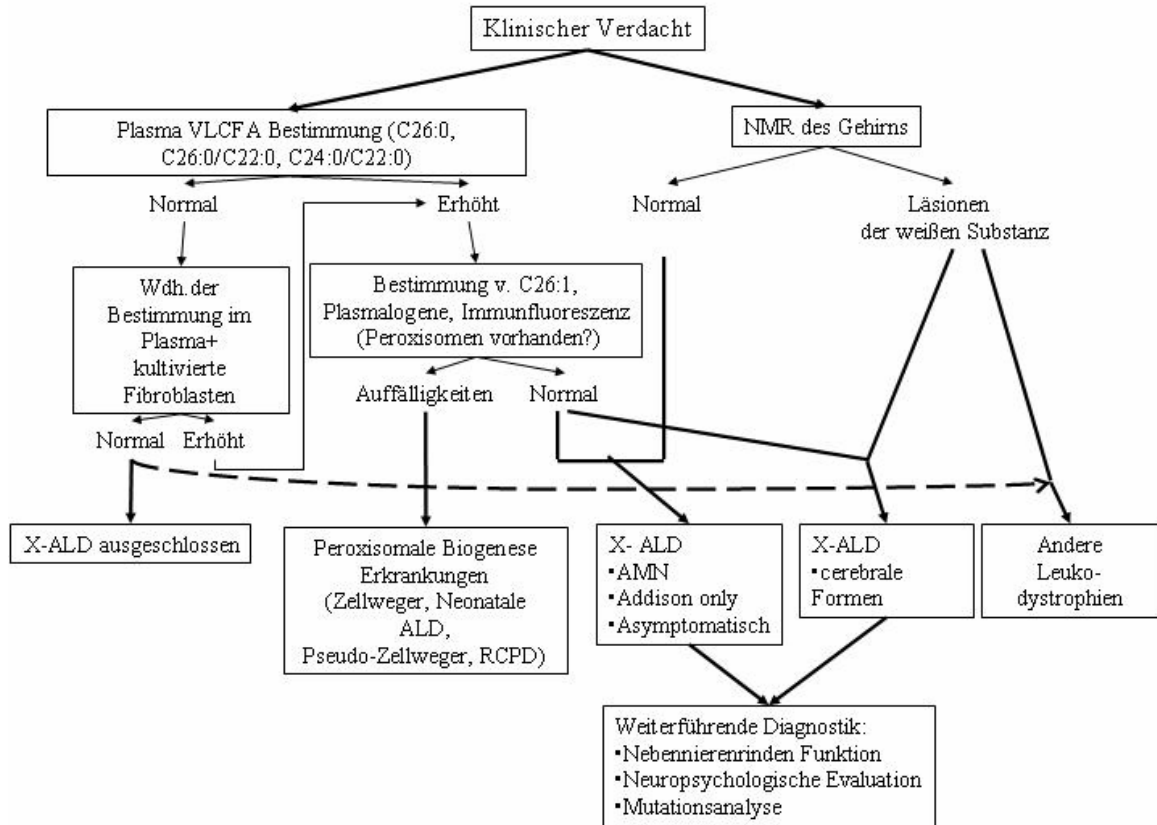 Klinischer Verdacht
Plasma VLCFA Bestimmung (C26:0,
C26:0/C22:0, C24:0/C22:0)
NMR des Gehirns
Normal
Erhöht
Normal
Läsionen
der weißen Substanz
Wdh.der
Bestimmung im
Plasma+
kultivierte
Fibroblasten
Bestimmung v. C26:1,
Plasmalogene, Immunfluoreszenz
(Peroxisomen vorhanden?)
Auffälligkeiten
Normal
Normal
Erhöht
X-ALD ausgeschlossen
Peroxisomale Biogenese
Erkrankungen
(Zellweger, Neonatale
ALD,
Pseudo-Zellweger, RCPD)
X- ALD
▪AMN
▪Addison only
▪Asymptomatisch
X-ALD
▪cerebrale
Formen
Andere
Leuko-
dystrophien
Weiterführende Diagnostik:
▪Nebennierenrinden Funktion
▪Neuropsychologische Evaluation
▪Mutationsanalyse